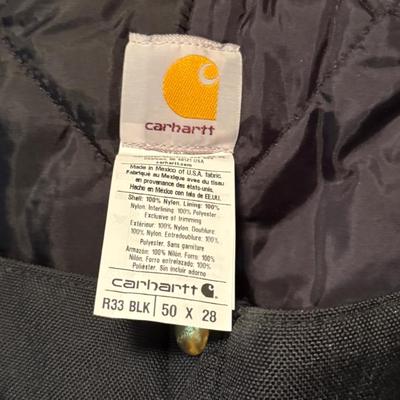 carhartt
48121 USA
Made in Mexico of U.S.A. fabric.
Fabriqué au Mexique avec du tissu
en provenance des états-unis.
Hecho en México con tela de EE.UU.
Shell: 100% Nylon. Lining: 100%
Nylon. Interlining: 100% Polyester
Exclusive of trimming
Extérieur: 100% Nylon. Doublure:
100% Nylon. Entredoublure: 100%
Polyester. Sans garniture
Armazón: 100% Nilón. Forro: 100%
Nilón. Forro entrelazado: 100%
Poliéster. Sin incluir adorno
carhartt
R33 BLK 50 X 28